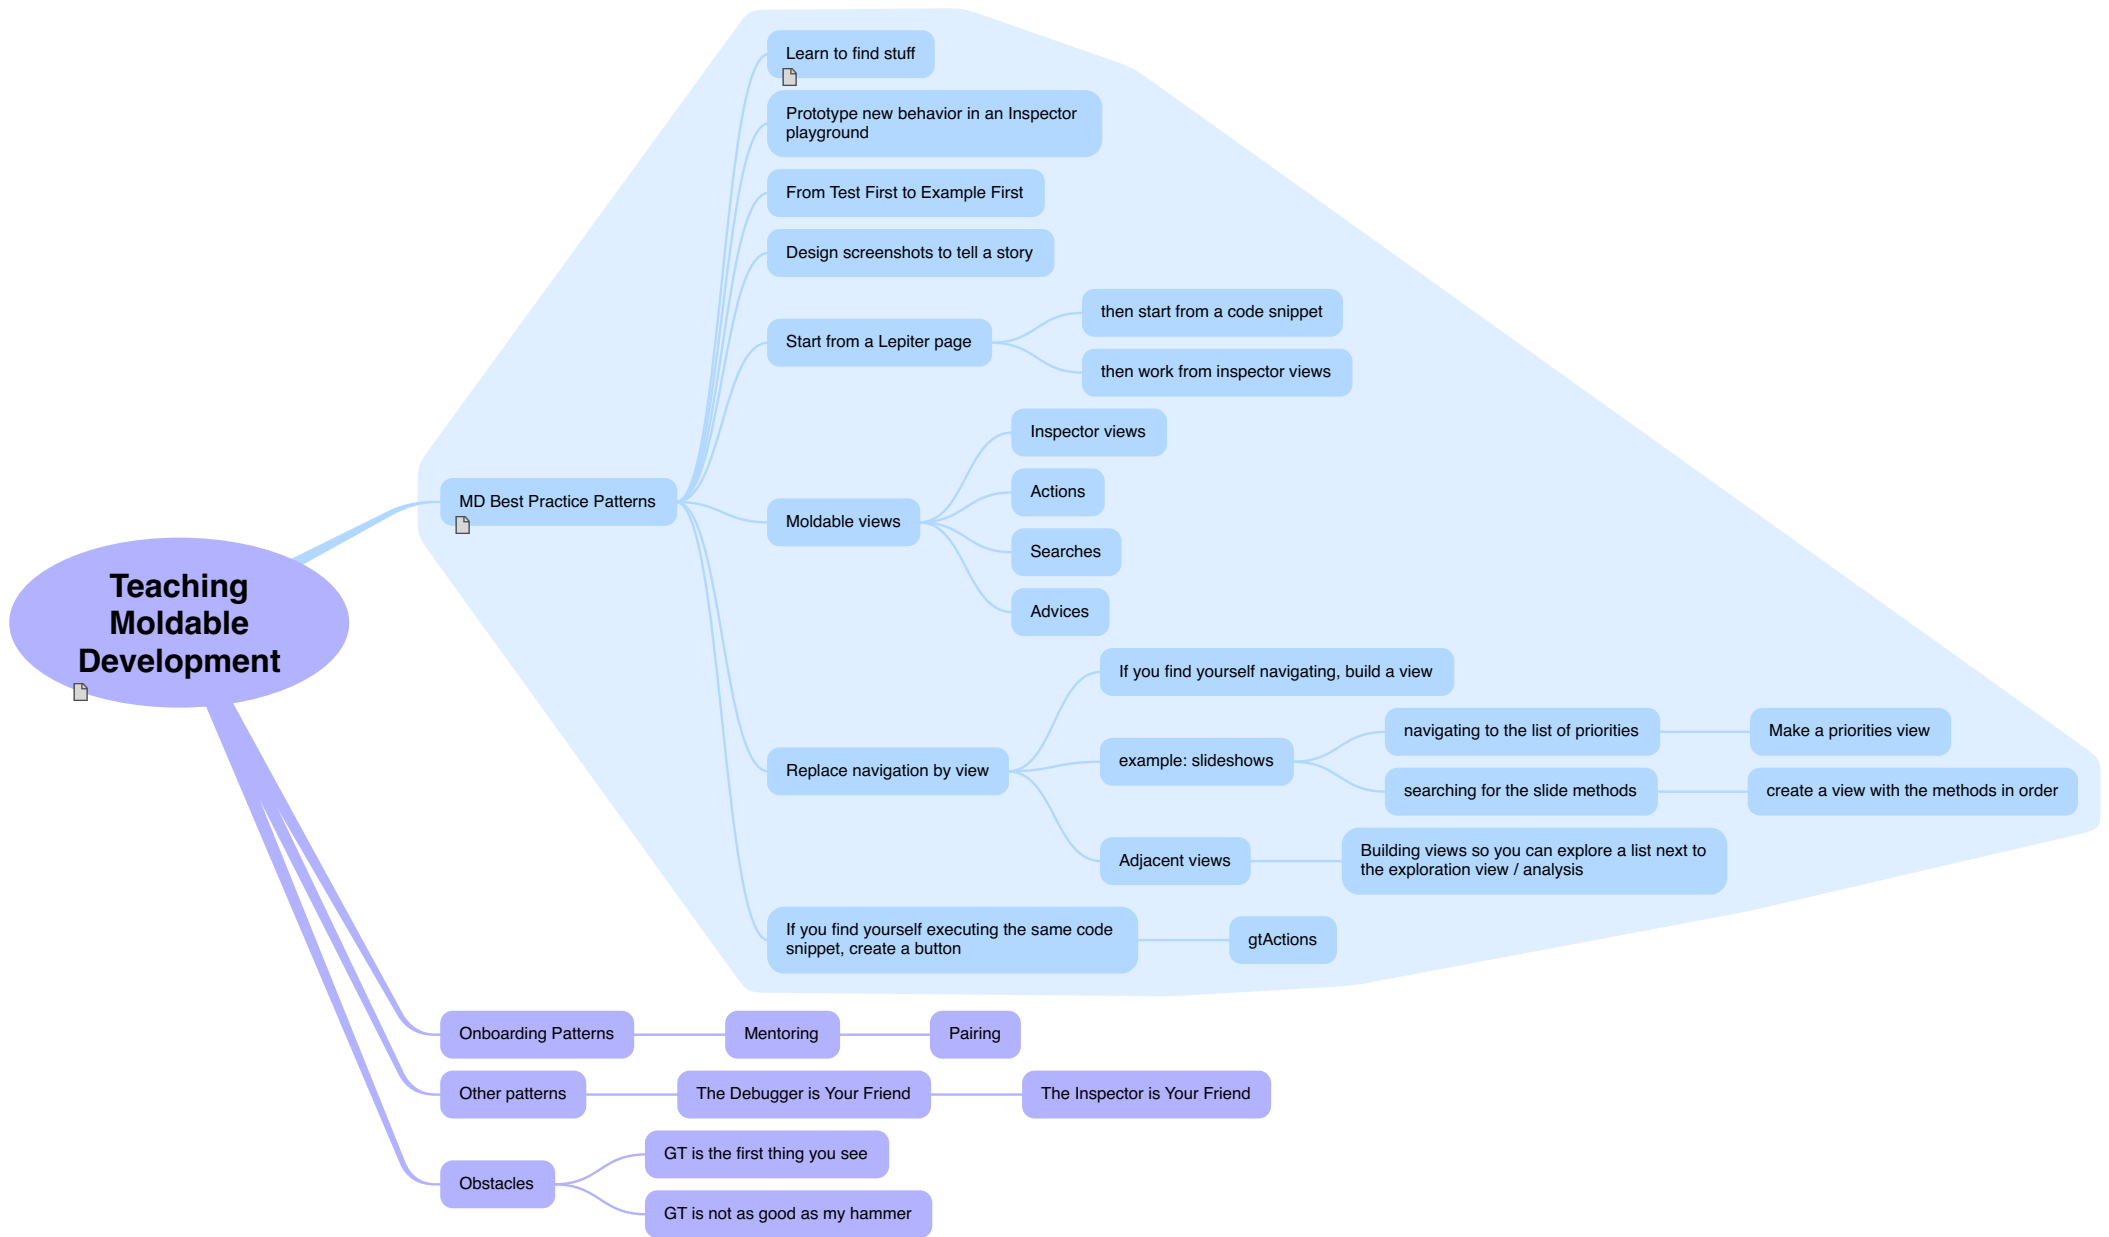 Teaching
Moldable
Development
MD Best Practice Patterns
Learn to find stuff
Prototype new behavior in an Inspector
playground
From Test First to Example First
Design screenshots to tell a story
Start from a Lepiter page
then start from a code snippet
then work from inspector views
Moldable views
Inspector views
Actions
Searches
Advices
Replace navigation by view
If you find yourself navigating, build a view
example: slideshows
navigating to the list of priorities
Make a priorities view
searching for the slide methods
create a view with the methods in order
Adjacent views
Building views so you can explore a list next to
the exploration view / analysis
If you find yourself executing the same code
snippet, create a button
gtActions
Onboarding Patterns
Mentoring
Pairing
Other patterns
The Debugger is Your Friend
The Inspector is Your Friend
Obstacles
GT is the first thing you see
GT is not as good as my hammer